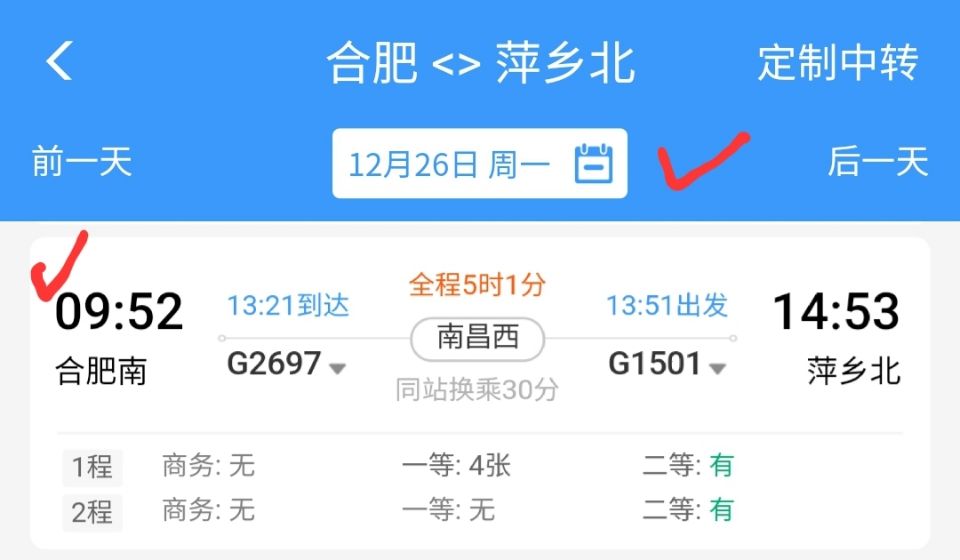 合肥 <> 萍乡北 定制中转
前一天 12月26日 周一 后一天
全程5时1分
09:52 13:21到达 南昌西 13:51出发 14:53
合肥南 G2697 同站换乘30分 G1501 萍乡北
1程 商务: 无 一等: 4张 二等: 有
2程 商务: 无 一等: 无 二等: 有